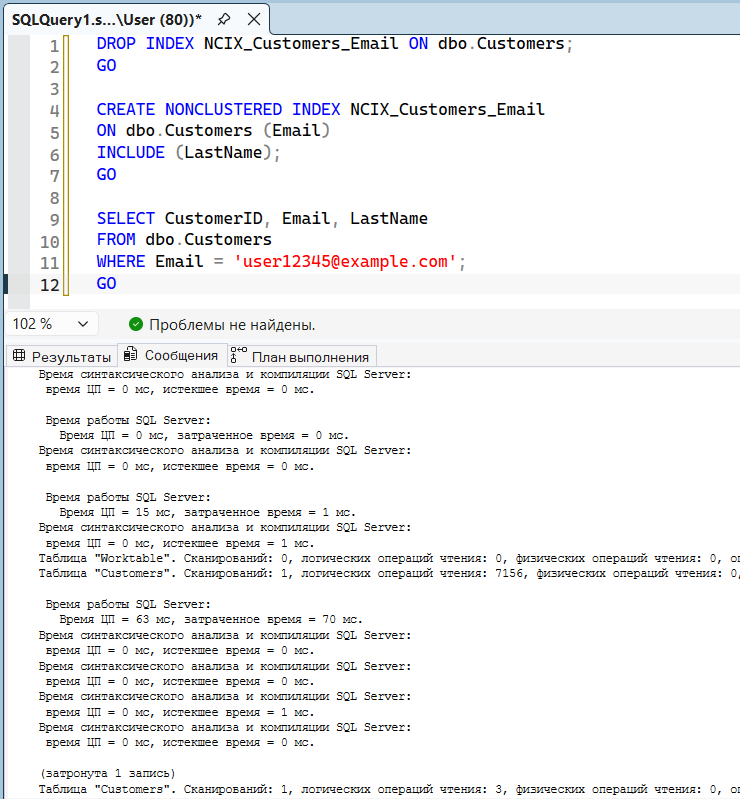 SQLQuery1.s...\User (80))*
1 DROP INDEX NCIX_Customers_Email ON dbo.Customers;
2 GO
3
4 CREATE NONCLUSTERED INDEX NCIX_Customers_Email
5 ON dbo.Customers (Email)
6 INCLUDE (LastName);
7 GO
8
9 SELECT CustomerID, Email, LastName
10 FROM dbo.Customers
11 WHERE Email = 'user12345@example.com';
12 GO
102 % Проблемы не найдены.
Результаты Сообщения План выполнения
Время синтаксического анализа и компиляции SQL Server:
время ЦП = 0 мс, истекшее время = 0 мс.
Время работы SQL Server:
Время ЦП = 0 мс, затраченное время = 0 мс.
Время синтаксического анализа и компиляции SQL Server:
время ЦП = 0 мс, истекшее время = 0 мс.
Время работы SQL Server:
Время ЦП = 15 мс, затраченное время = 1 мс.
Время синтаксического анализа и компиляции SQL Server:
время ЦП = 0 мс, истекшее время = 1 мс.
Таблица "Worktable". Сканирований: 0, логических операций чтения: 0, физических операций чтения: 0,
Таблица "Customers". Сканирований: 1, логических операций чтения: 7156, физических операций чтения: 0,
Время работы SQL Server:
Время ЦП = 63 мс, затраченное время = 70 мс.
Время синтаксического анализа и компиляции SQL Server:
время ЦП = 0 мс, истекшее время = 0 мс.
Время синтаксического анализа и компиляции SQL Server:
время ЦП = 0 мс, истекшее время = 0 мс.
Время синтаксического анализа и компиляции SQL Server:
время ЦП = 0 мс, истекшее время = 1 мс.
Время синтаксического анализа и компиляции SQL Server:
время ЦП = 0 мс, истекшее время = 0 мс.
(затронута 1 запись)
Таблица "Customers". Сканирований: 1, логических операций чтения: 3, физических операций чтения: 0,